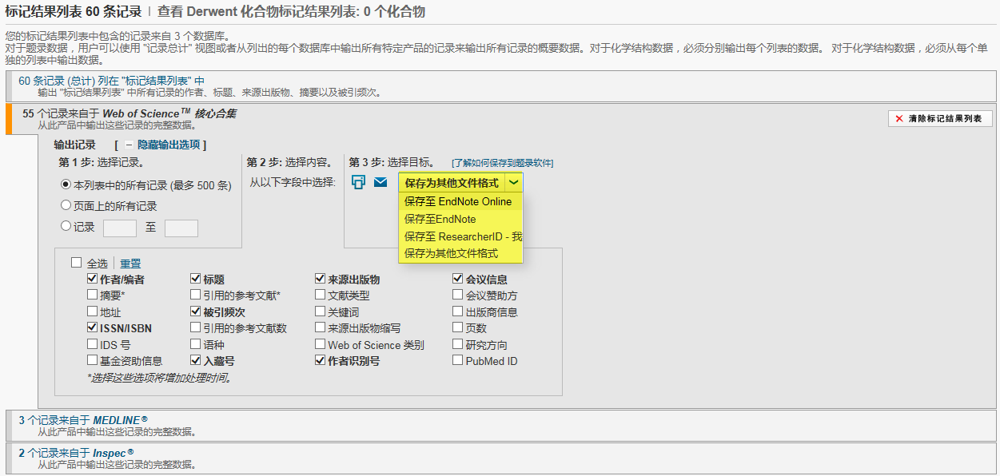 标记结果列表 60 条记录 | 查看 Derwent 化合物标记结果列表: 0 个化合物
您的标记结果列表中包含的记录来自 3 个数据库。
对于题录数据，用户可以使用 "记录总计" 视图或者从列出的每个数据库中输出所有特定产品的记录来输出所有记录的概要数据。对于化学结构数据，必须分别输出每个列表的数据。 对于化学结构数据，必须从每个单
独的列表中输出数据。
60 条记录 (总计) 列在 "标记结果列表" 中
输出 "标记结果列表" 中所有记录的作者、标题、来源出版物、摘要以及被引频次。
55 个记录来自于 Web of Science™ 核心合集
从此产品中输出这些记录的完整数据。
清除标记结果列表
输出记录 [ − 隐藏输出选项 ]
第 1 步: 选择记录。 第 2 步: 选择内容。 第 3 步: 选择目标。 [了解如何保存到题录软件]
本列表中的所有记录 (最多 500 条) 从以下字段中选择: 保存为其他文件格式
保存至 EndNote Online
页面上的所有记录
保存至EndNote
记录 至
保存至 ResearcherID - 我
保存为其他文件格式
全选 | 重置
作者/编者 标题 来源出版物 会议信息
摘要* 引用的参考文献* 文献类型 会议赞助方
地址 被引频次 关键词 出版商信息
ISSN/ISBN 引用的参考文献数 来源出版物缩写 页数
IDS 号 语种 Web of Science 类别 研究方向
基金资助信息 入藏号 作者识别号 PubMed ID
*选择这些选项将增加处理时间。
3 个记录来自于 MEDLINE®
从此产品中输出这些记录的完整数据。
2 个记录来自于 Inspec®
从此产品中输出这些记录的完整数据。